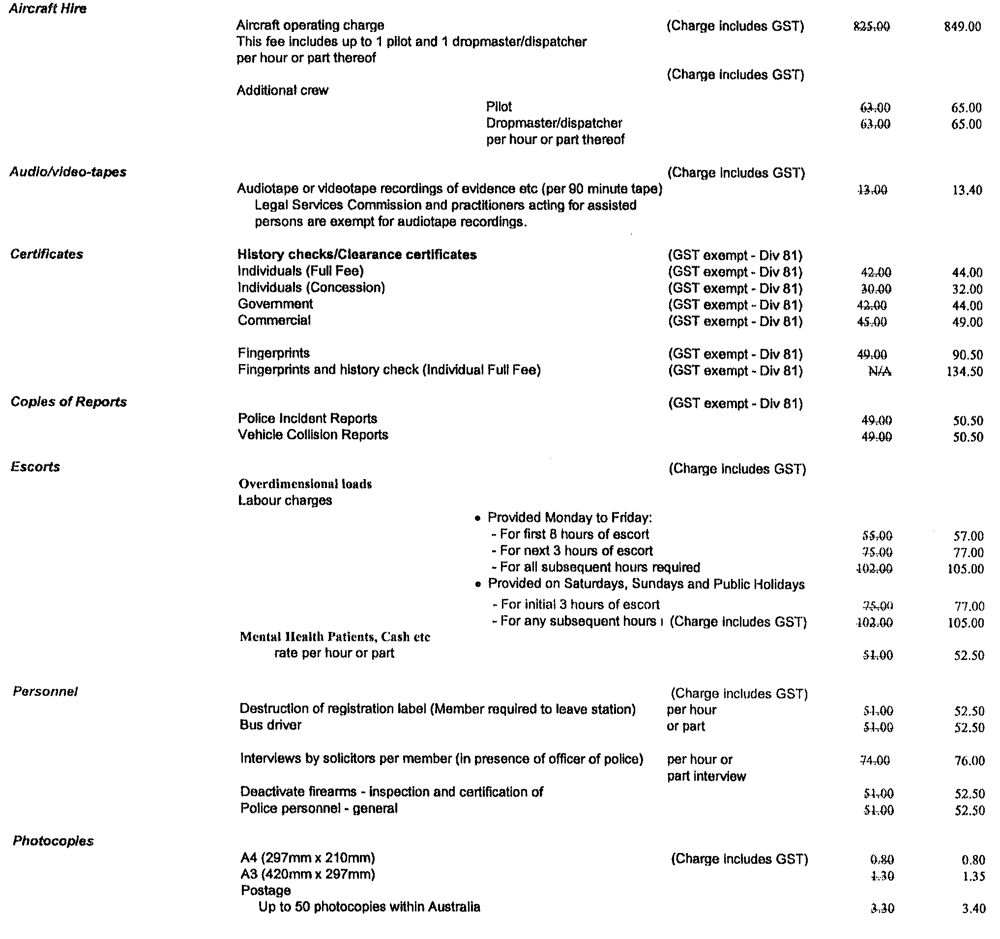 Aircraft Hire
Aircraft operating charge (Charge includes GST) 825.00 849.00
This fee includes up to 1 pilot and 1 dropmaster/dispatcher
per hour or part thereof
(Charge includes GST)
Additional crew
Pilot 63.00 65.00
Dropmaster/dispatcher 63.00 65.00
per hour or part thereof
Audio/video-tapes (Charge includes GST)
Audiotape or videotape recordings of evidence etc (per 90 minute tape) 13.00 13.40
Legal Services Commission and practitioners acting for assisted
persons are exempt for audiotape recordings.
Certificates History checks/Clearance certificates (GST exempt - Div 81)
Individuals (Full Fee) (GST exempt - Div 81) 42.00 44.00
Individuals (Concession) (GST exempt - Div 81) 30.00 32.00
Government (GST exempt - Div 81) 42.00 44.00
Commercial (GST exempt - Div 81) 45.00 49.00
Fingerprints (GST exempt - Div 81) 49.00 90.50
Fingerprints and history check (Individual Full Fee) (GST exempt - Div 81) N/A 134.50
Copies of Reports (GST exempt - Div 81)
Police Incident Reports 49.00 50.50
Vehicle Collision Reports 49.00 50.50
Escorts (Charge includes GST)
Overdimensional loads
Labour charges
• Provided Monday to Friday:
- For first 8 hours of escort 55.00 57.00
- For next 3 hours of escort 75.00 77.00
- For all subsequent hours required 102.00 105.00
• Provided on Saturdays, Sundays and Public Holidays
- For initial 3 hours of escort 75.00 77.00
- For any subsequent hours (Charge includes GST) 102.00 105.00
Mental Health Patients, Cash etc
rate per hour or part 51.00 52.50
Personnel (Charge includes GST)
Destruction of registration label (Member required to leave station) per hour 51.00 52.50
Bus driver or part 51.00 52.50
Interviews by solicitors per member (in presence of officer of police) per hour or 74.00 76.00
part interview
Deactivate firearms - inspection and certification of 51.00 52.50
Police personnel - general 51.00 52.50
Photocopies
A4 (297mm x 210mm) (Charge includes GST) 0.80 0.80
A3 (420mm x 297mm) 1.30 1.35
Postage
Up to 50 photocopies within Australia 3.30 3.40